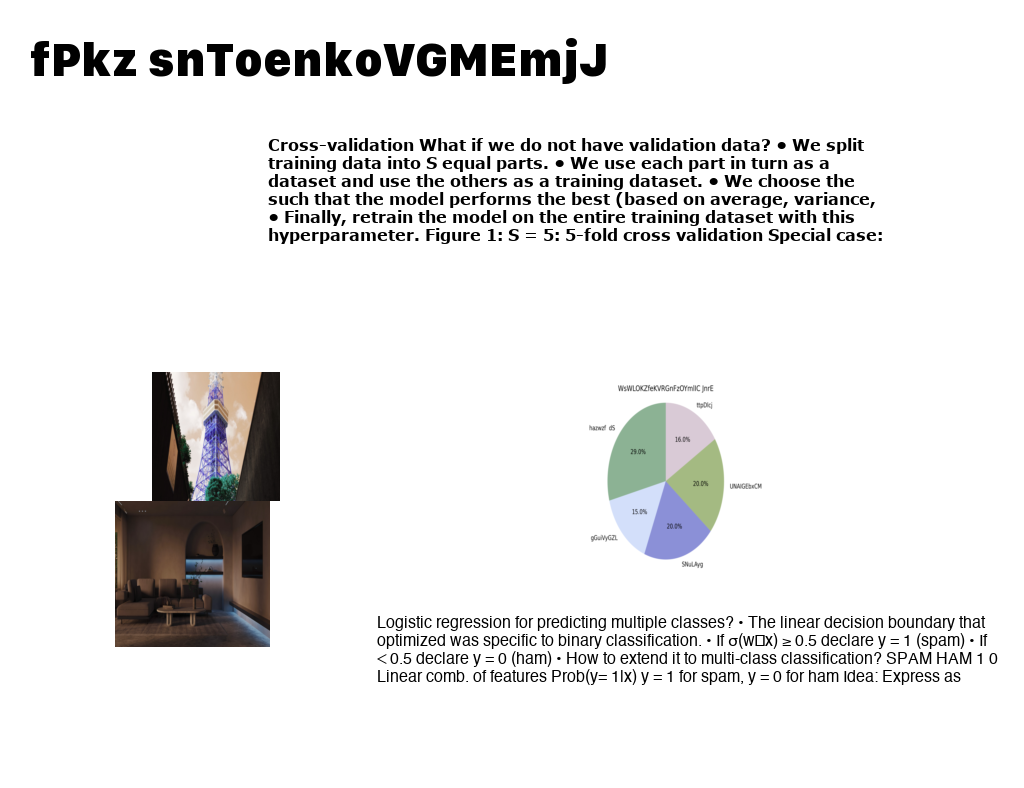 fPkz snToenkoVGMEmjJ
Cross-validation What if we do not have validation data? ● We split
training data into S equal parts. ● We use each part in turn as a
dataset and use the others as a training dataset. ● We choose the
such that the model performs the best (based on average, variance,
● Finally, retrain the model on the entire training dataset with this
hyperparameter. Figure 1: S = 5: 5-fold cross validation Special case:
WsWLOKZfeKVRGnFzOYmlIC JnrE
ttpDlcj
hazwzf dS
16.0%
29.0%
20.0%
UNAIGEbxCM
15.0%
20.0%
gGuiVyGZL
SNuLAyg
Logistic regression for predicting multiple classes? • The linear decision boundary that
optimized was specific to binary classification. • If σ(w□x) ≥ 0.5 declare y = 1 (spam) • If
< 0.5 declare y = 0 (ham) • How to extend it to multi-class classification? SPAM HAM 1 0
Linear comb. of features Prob(y= 1|x) y = 1 for spam, y = 0 for ham Idea: Express as